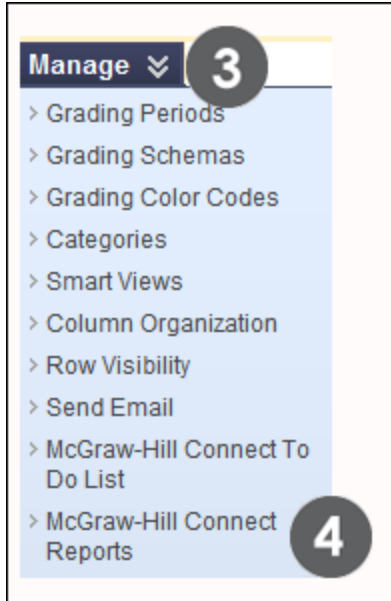 Manage 3
> Grading Periods
> Grading Schemas
> Grading Color Codes
> Categories
> Smart Views
> Column Organization
> Row Visibility
> Send Email
> McGraw-Hill Connect To
Do List
> McGraw-Hill Connect
Reports
4